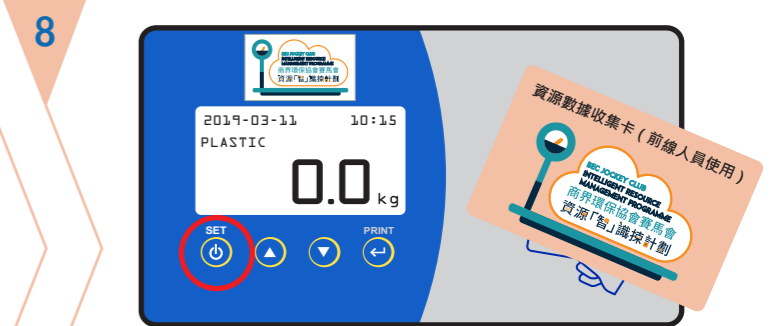 8
BEC JOCKEY CLUB
INTELLIGENT RESOURCE
MANAGEMENT PROGRAMME
商界環保協會賽馬會
資源「智」識揀計劃
2019-03-11 10:15
PLASTIC
0.0 kg
SET PRINT
資源數據收集卡(前線人員使用)
BEC JOCKEY CLUB
INTELLIGENT RESOURCE
MANAGEMENT PROGRAMME
商界環保協會賽馬會
資源「智」識揀計劃